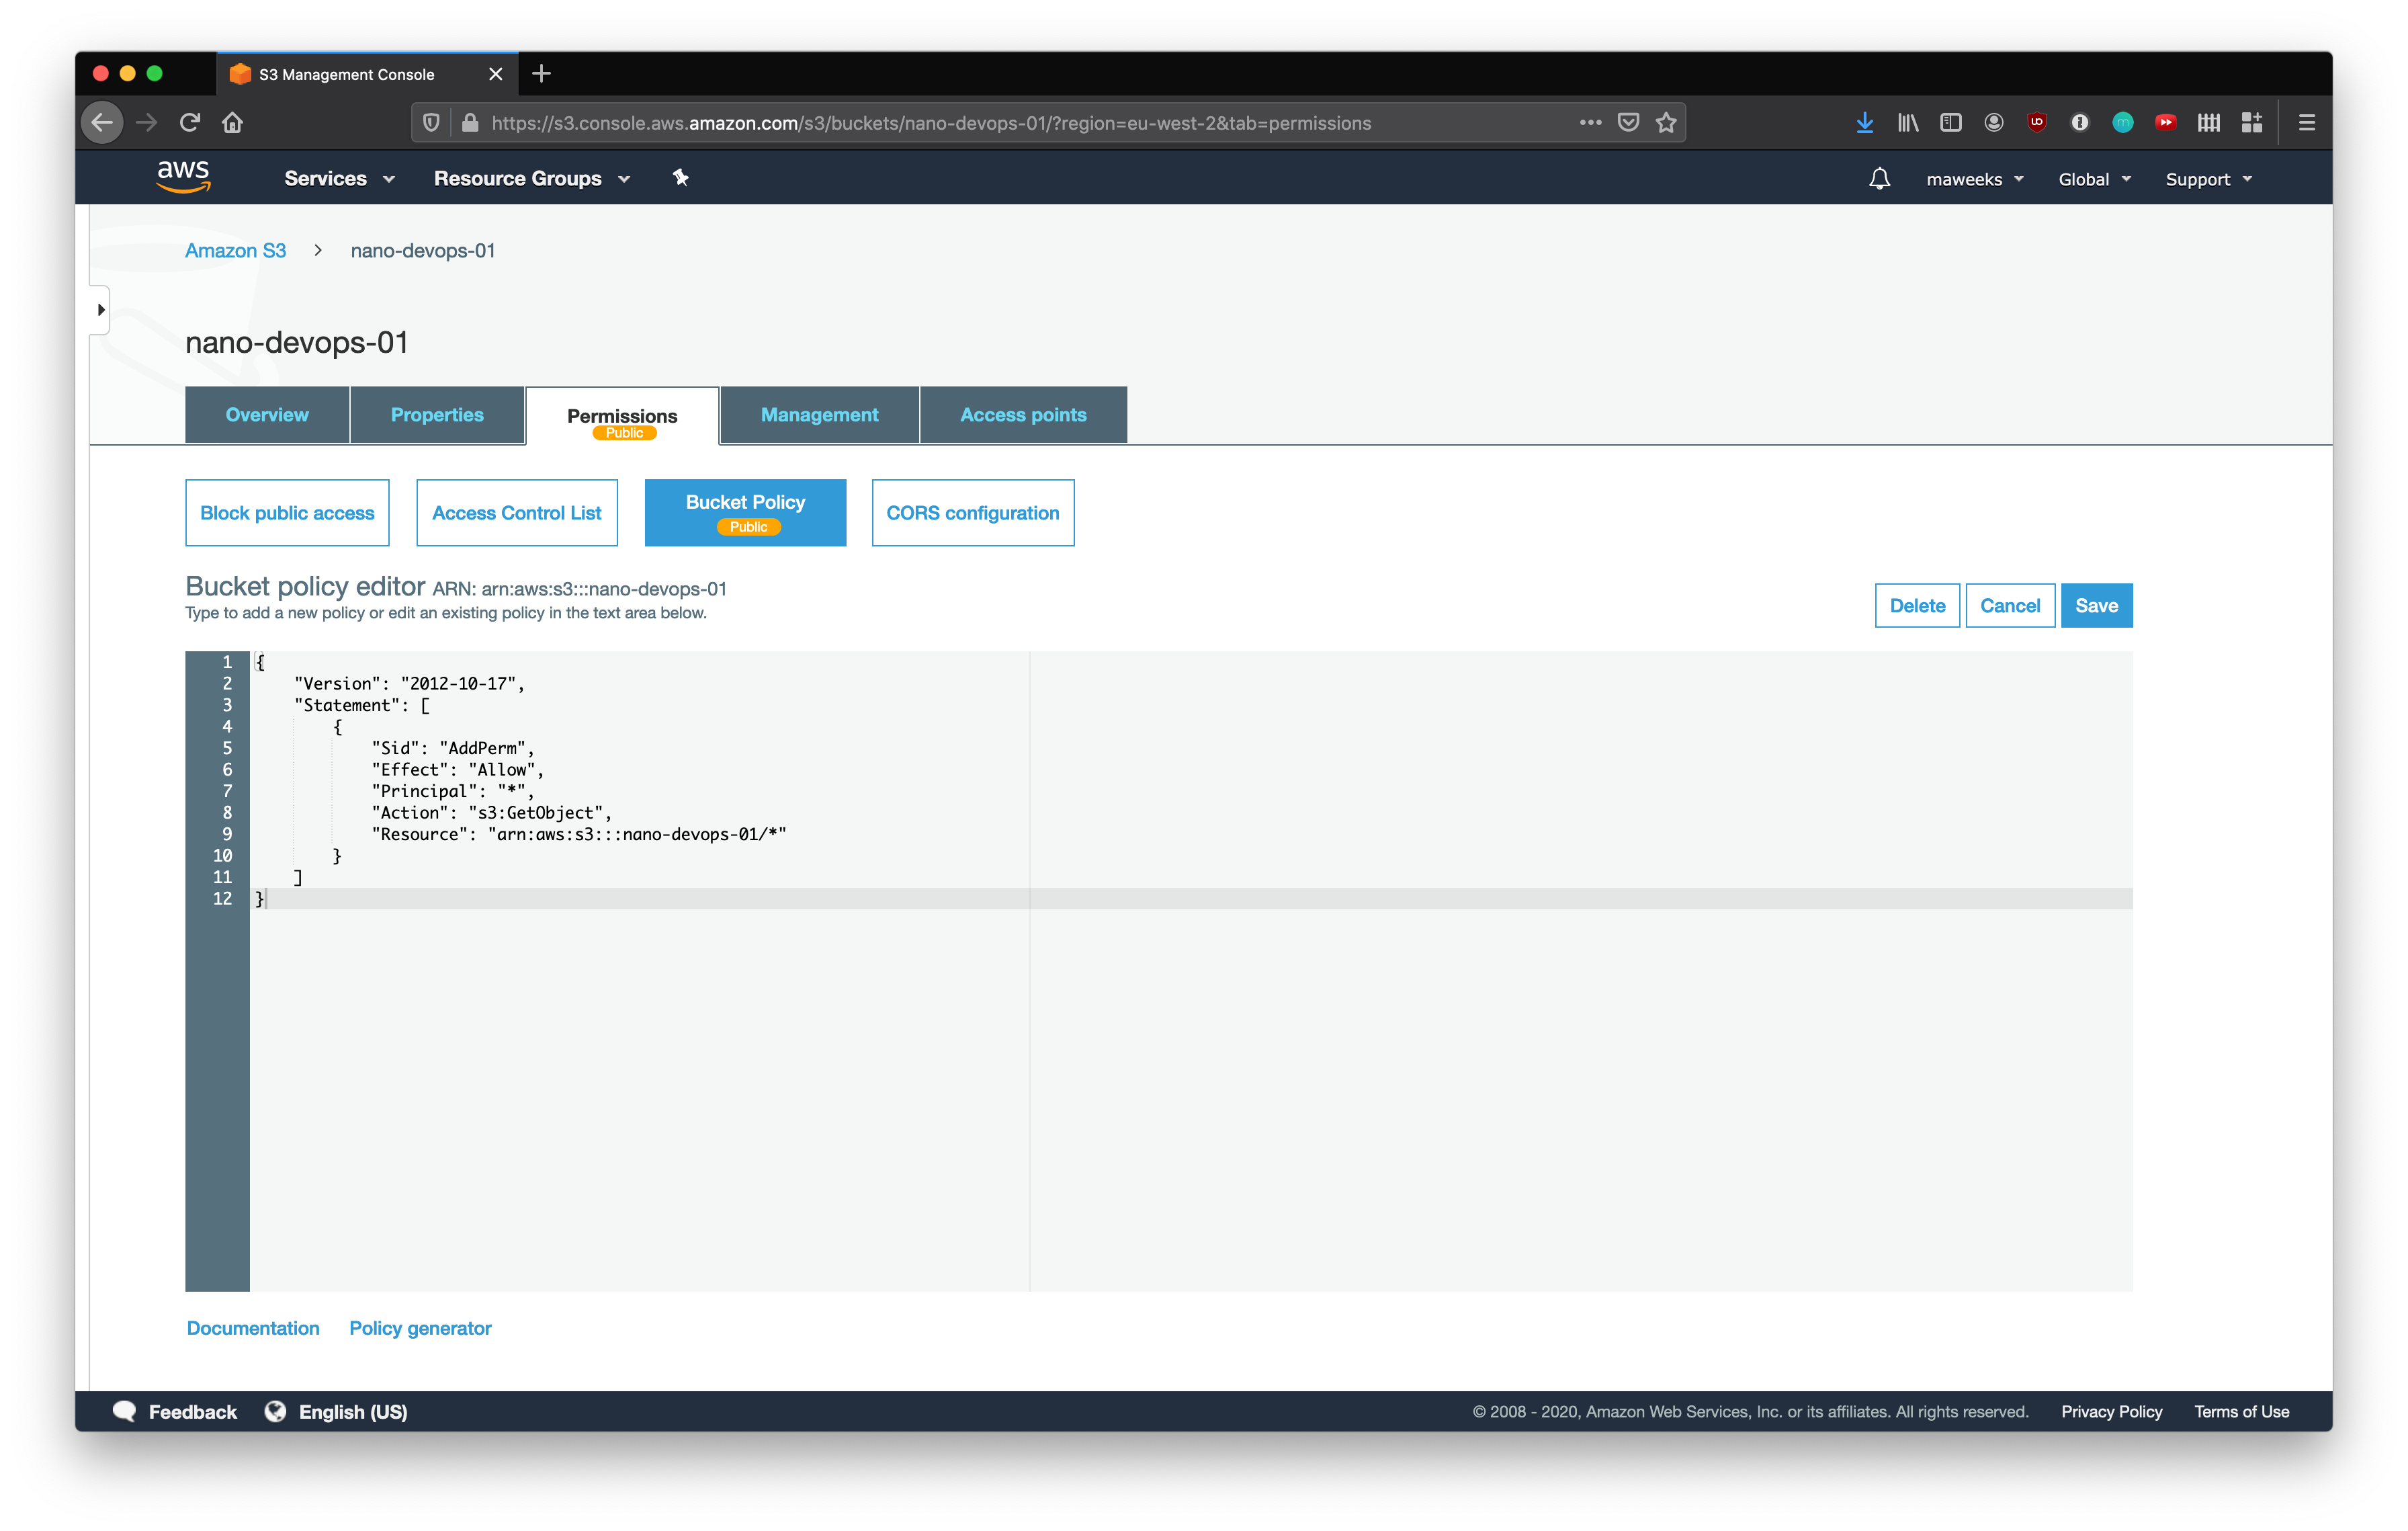 S3 Management Console
https://s3.console.aws.amazon.com/s3/buckets/nano-devops-01/?region=eu-west-2&tab=permissions
aws Services Resource Groups maweeks Global Support
Amazon S3 > nano-devops-01
nano-devops-01
Overview Properties Permissions Management Access points
Public
Block public access Access Control List Bucket Policy CORS configuration
Public
Bucket policy editor ARN: arn:aws:s3:::nano-devops-01
Type to add a new policy or edit an existing policy in the text area below.
Delete Cancel Save
1 {
2     "Version": "2012-10-17",
3     "Statement": [
4         {
5             "Sid": "AddPerm",
6             "Effect": "Allow",
7             "Principal": "*",
8             "Action": "s3:GetObject",
9             "Resource": "arn:aws:s3:::nano-devops-01/*"
10         }
11     ]
12 }
Documentation Policy generator
Feedback English (US) © 2008 - 2020, Amazon Web Services, Inc. or its affiliates. All rights reserved. Privacy Policy Terms of Use